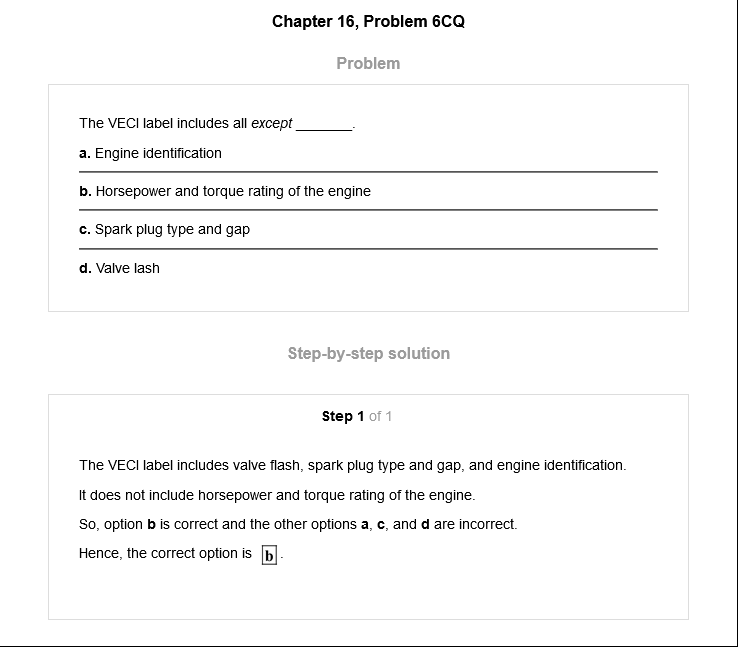 Chapter 16, Problem 6CQ
Problem
The VECI label includes all except _______.
a. Engine identification
b. Horsepower and torque rating of the engine
c. Spark plug type and gap
d. Valve lash
Step-by-step solution
Step 1 of 1
The VECI label includes valve flash, spark plug type and gap, and engine identification.
It does not include horsepower and torque rating of the engine.
So, option b is correct and the other options a, c, and d are incorrect.
Hence, the correct option is b.